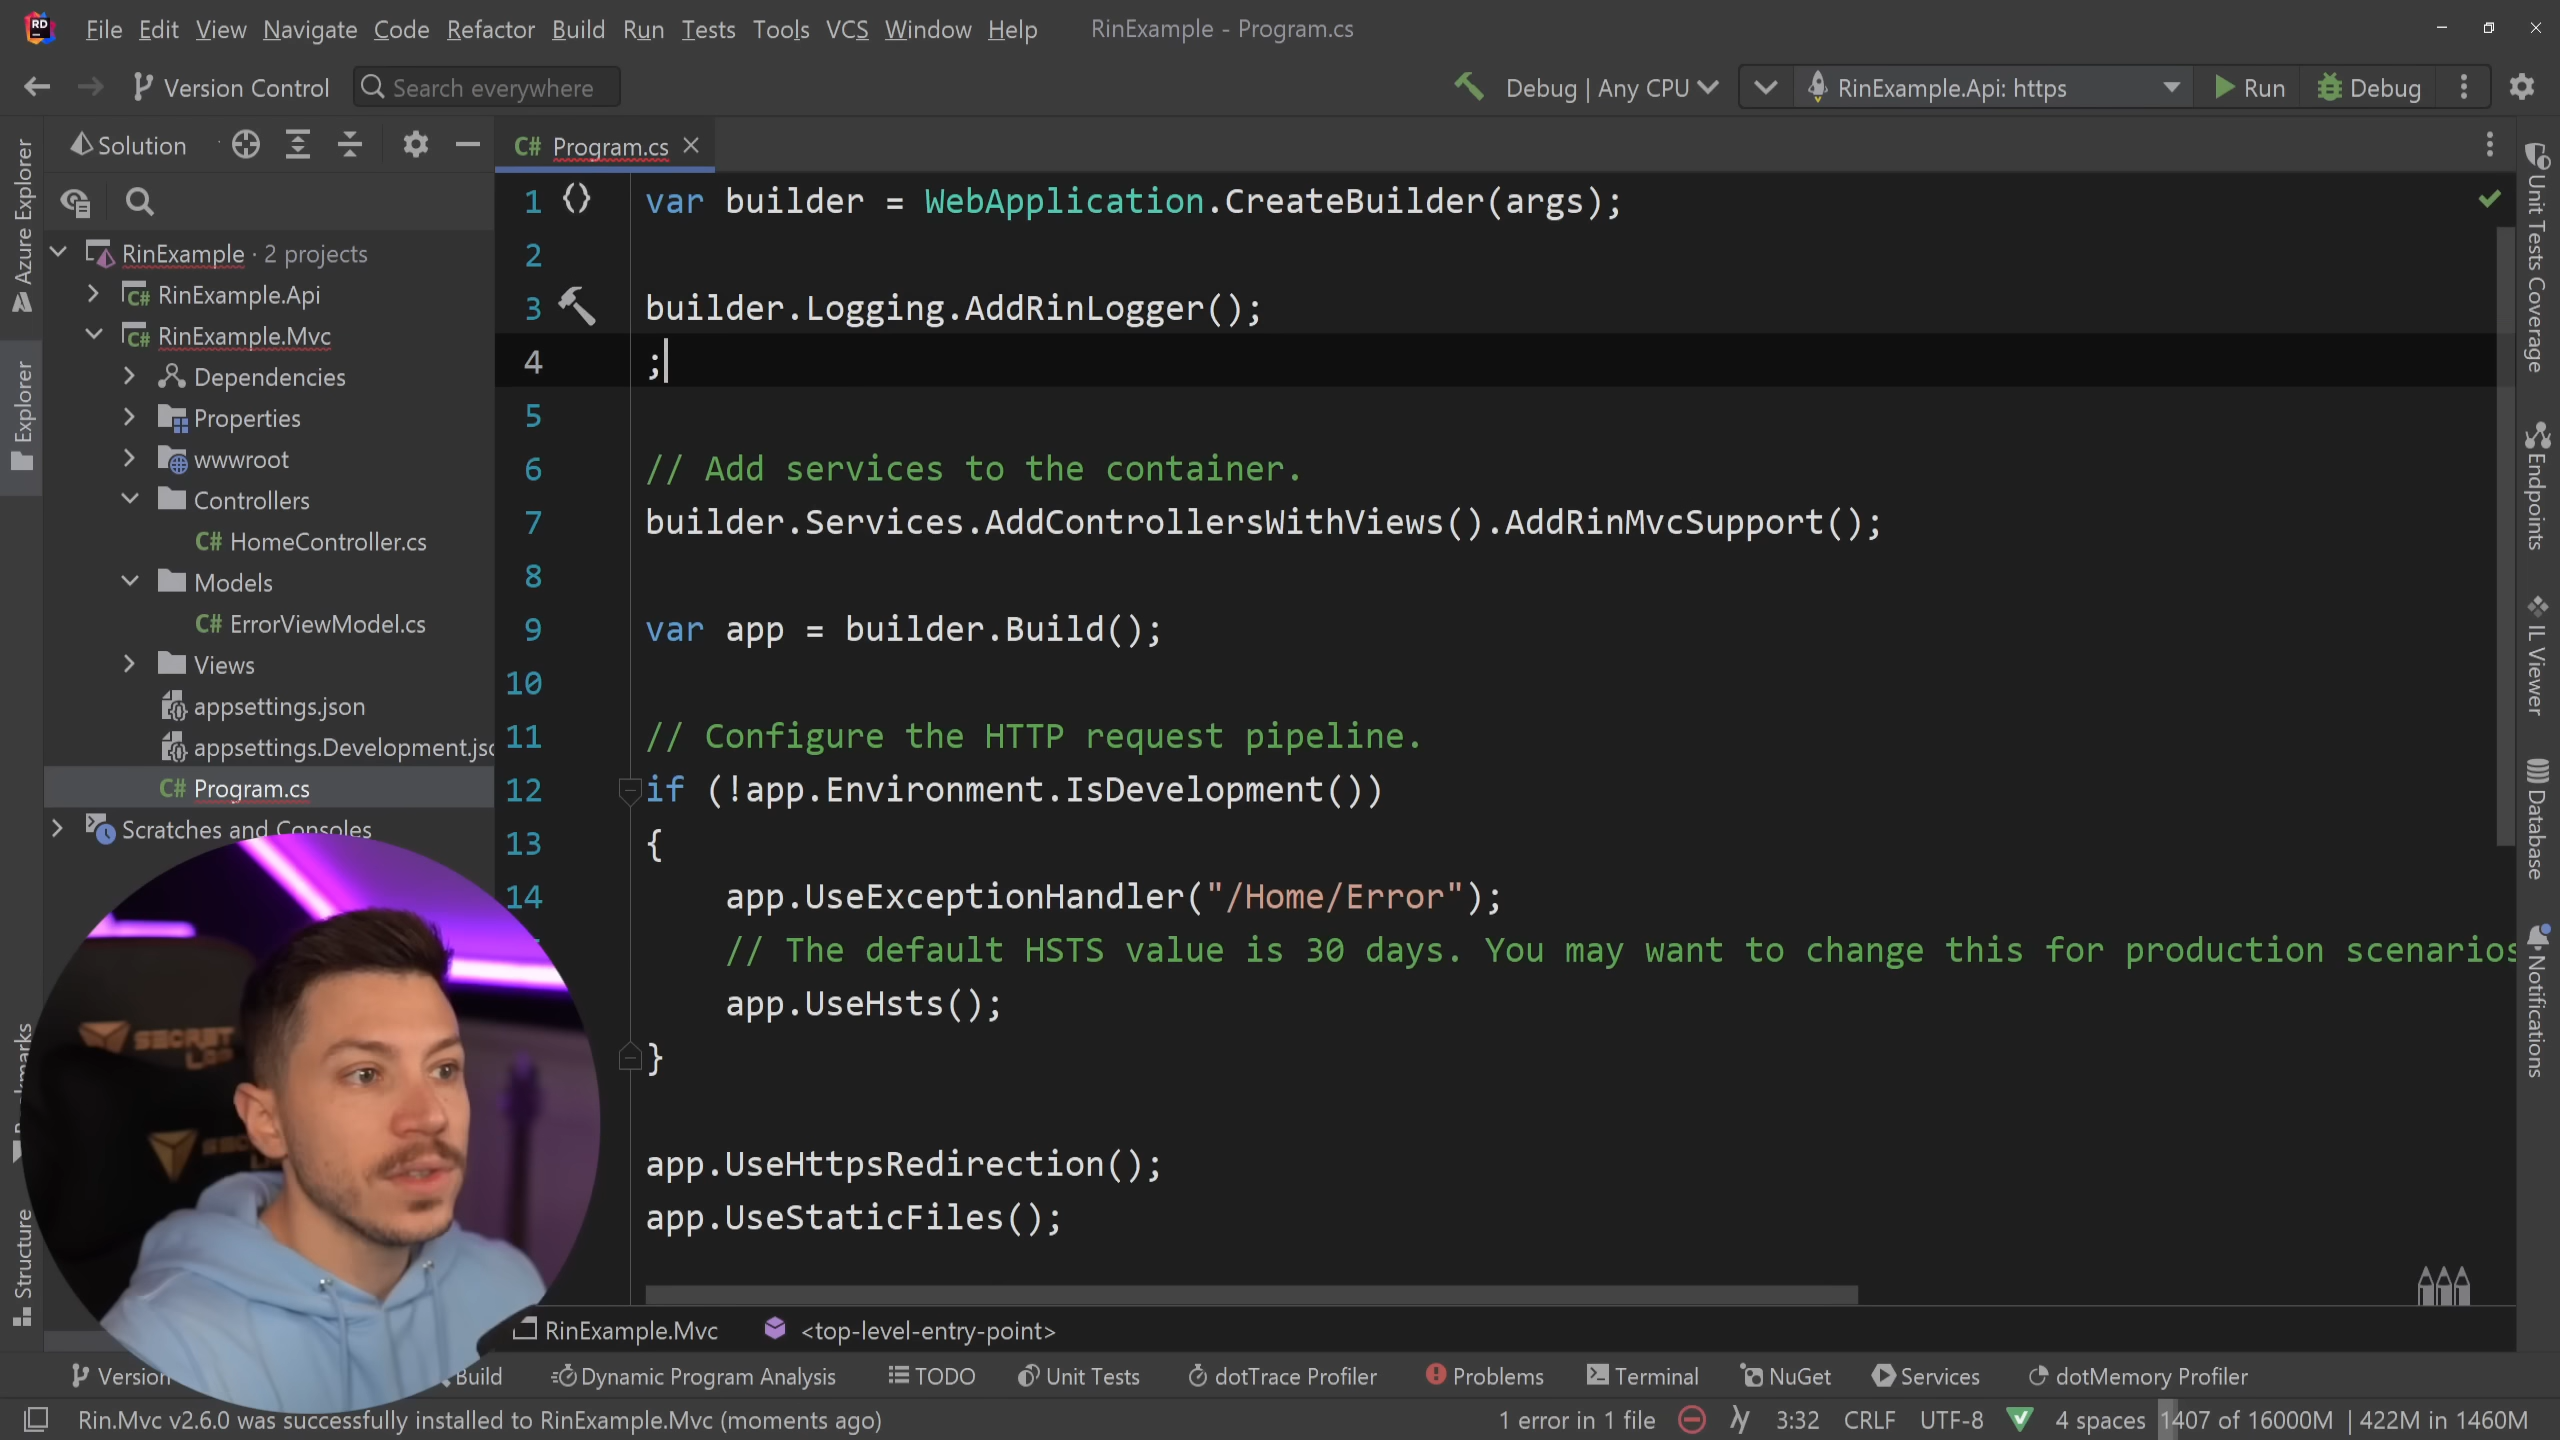 File Edit View Navigate Code Refactor Build Run Tests Tools VCS Window Help RinExample - Program.cs
Version Control Search everywhere Debug | Any CPU RinExample.Api: https Run Debug
Solution
C# Program.cs
Azure Explorer
Explorer
Structure
RinExample · 2 projects
C# RinExample.Api
C# RinExample.Mvc
Dependencies
Properties
wwwroot
Controllers
C# HomeController.cs
Models
C# ErrorViewModel.cs
Views
appsettings.json
appsettings.Development.jsc
C# Program.cs
Scratches and Consoles
1 var builder = WebApplication.CreateBuilder(args);
2
3 builder.Logging.AddRinLogger();
4 ;
5
6 // Add services to the container.
7 builder.Services.AddControllersWithViews().AddRinMvcSupport();
8
9 var app = builder.Build();
10
11 // Configure the HTTP request pipeline.
12 if (!app.Environment.IsDevelopment())
13 {
14 app.UseExceptionHandler("/Home/Error");
// The default HSTS value is 30 days. You may want to change this for production scenarios
app.UseHsts();
}
app.UseHttpsRedirection();
app.UseStaticFiles();
Unit Tests Coverage
Endpoints
IL Viewer
Database
Notifications
SECRET LAB
RinExample.Mvc <top-level-entry-point>
Version Build Dynamic Program Analysis TODO Unit Tests dotTrace Profiler Problems Terminal NuGet Services dotMemory Profiler
Rin.Mvc v2.6.0 was successfully installed to RinExample.Mvc (moments ago) 1 error in 1 file 3:32 CRLF UTF-8 4 spaces 1407 of 16000M | 422M in 1460M